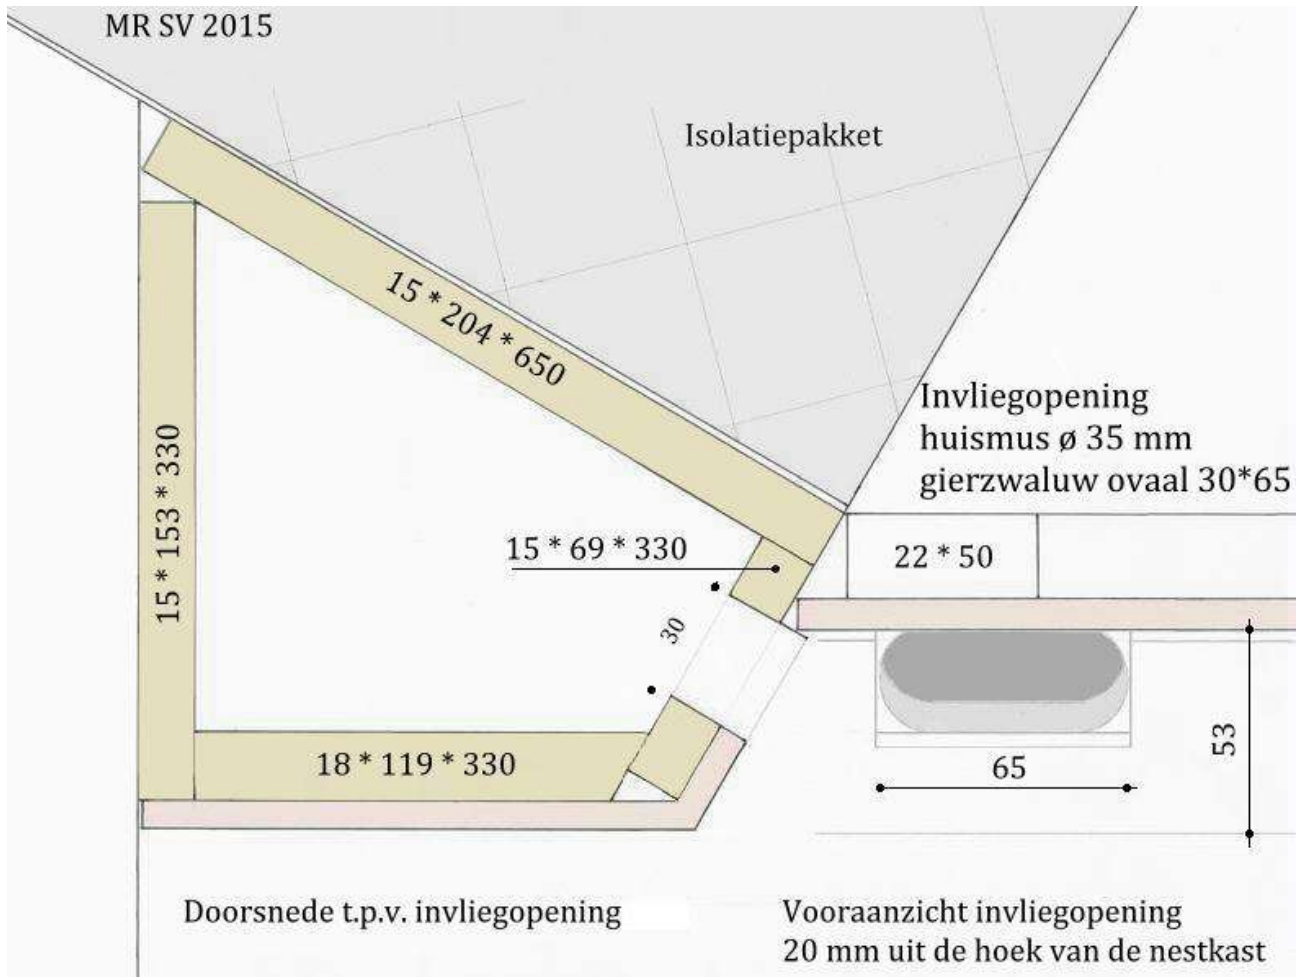 MR SV 2015
Isolatiepakket
15 * 204 * 650
Invliegopening
huismus ø 35 mm
gierzwaluw ovaal 30*65
15 * 153 * 330
15 * 69 * 330
22 * 50
30
53
18 * 119 * 330
65
Doorsnede t.p.v. invliegopening
Vooraanzicht invliegopening
20 mm uit de hoek van de nestkast